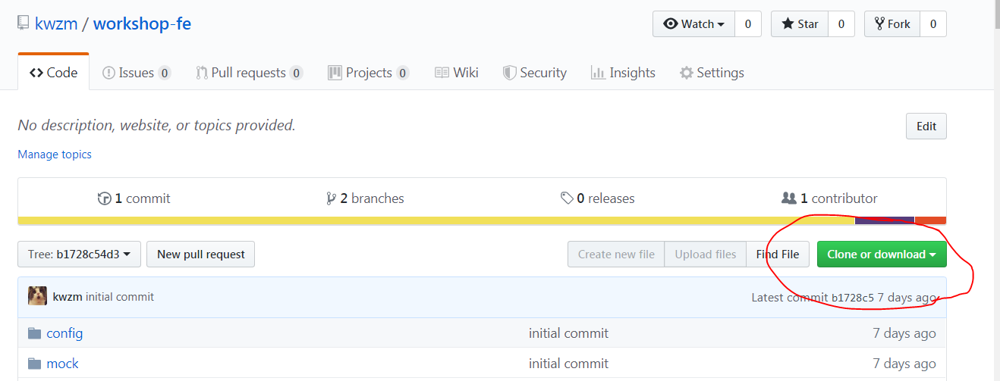 kwzm / workshop-fe
Watch 0 Star 0 Fork 0
Code Issues 0 Pull requests 0 Projects 0 Wiki Security Insights Settings
No description, website, or topics provided.
Edit
Manage topics
1 commit 2 branches 0 releases 1 contributor
Tree: b1728c54d3 New pull request Create new file Upload files Find File Clone or download
kwzm initial commit Latest commit b1728c5 7 days ago
config initial commit 7 days ago
mock initial commit 7 days ago